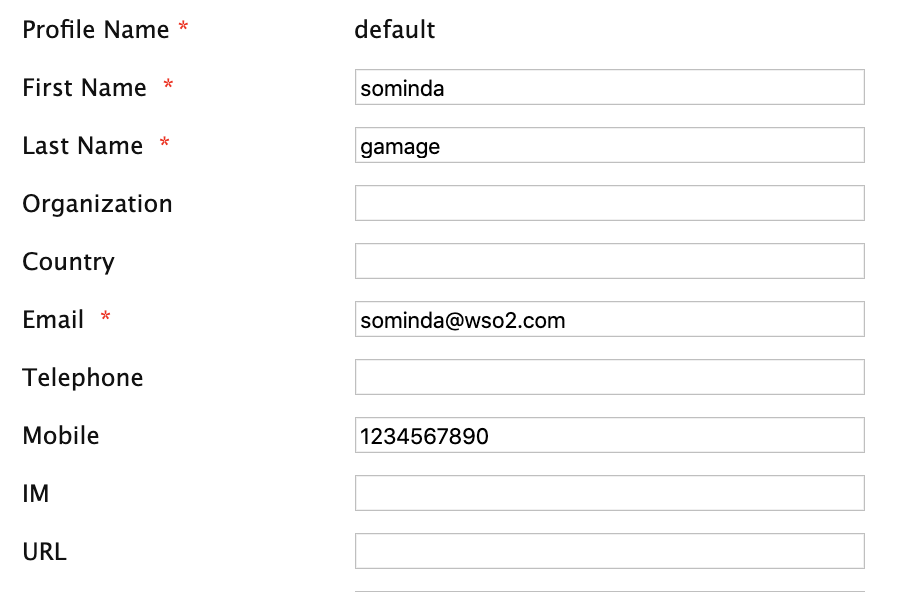 Profile Name * default
First Name * sominda
Last Name * gamage
Organization
Country
Email * sominda@wso2.com
Telephone
Mobile 1234567890
IM
URL